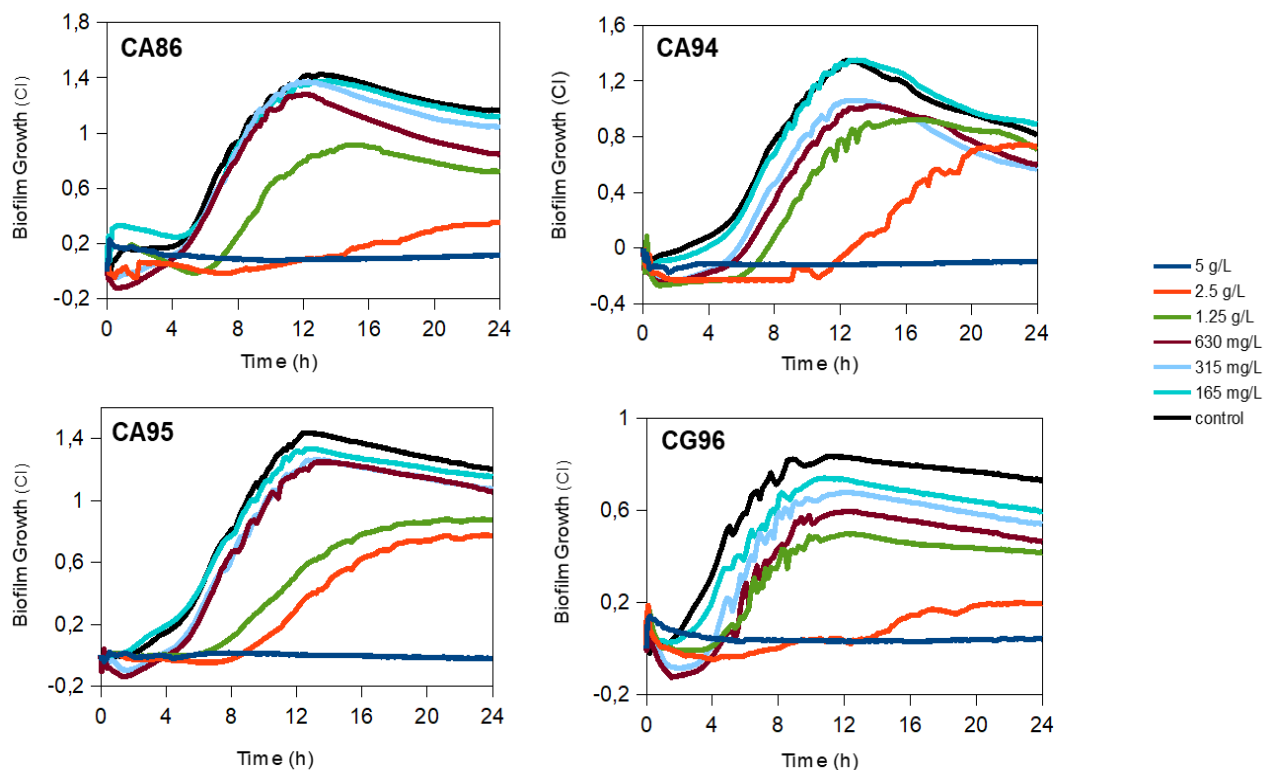 CA86
Biofilm Growth (CI)
1,8
1.4
1
0.6
0.2
-0.2
0 4 8 12 16 20 24
Time (h)
CA94
Biofilm Growth (CI)
1,6
1.2
0.8
0.4
0
-0.4
0 4 8 12 16 20 24
Time (h)
5 g/L
2.5 g/L
1.25 g/L
630 mg/L
315 mg/L
165 mg/L
control
CA95
Biofilm Growth (CI)
1,4
1
0.6
0,2
-0.2
0 4 8 12 16 20 24
Time (h)
CG96
Biofilm Growth (CI)
1
0.6
0.2
-0.2
0 4 8 12 16 20 24
Time (h)